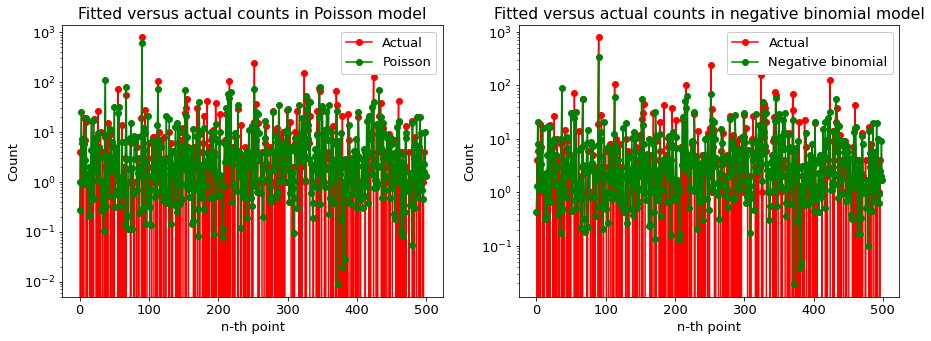 Fitted versus actual counts in Poisson model
Count
10³
10²
10¹
10⁰
10⁻¹
10⁻²
Actual
Poisson
0 100 200 300 400 500
n-th point
Fitted versus actual counts in negative binomial model
Count
10³
10²
10¹
10⁰
10⁻¹
Actual
Negative binomial
0 100 200 300 400 500
n-th point